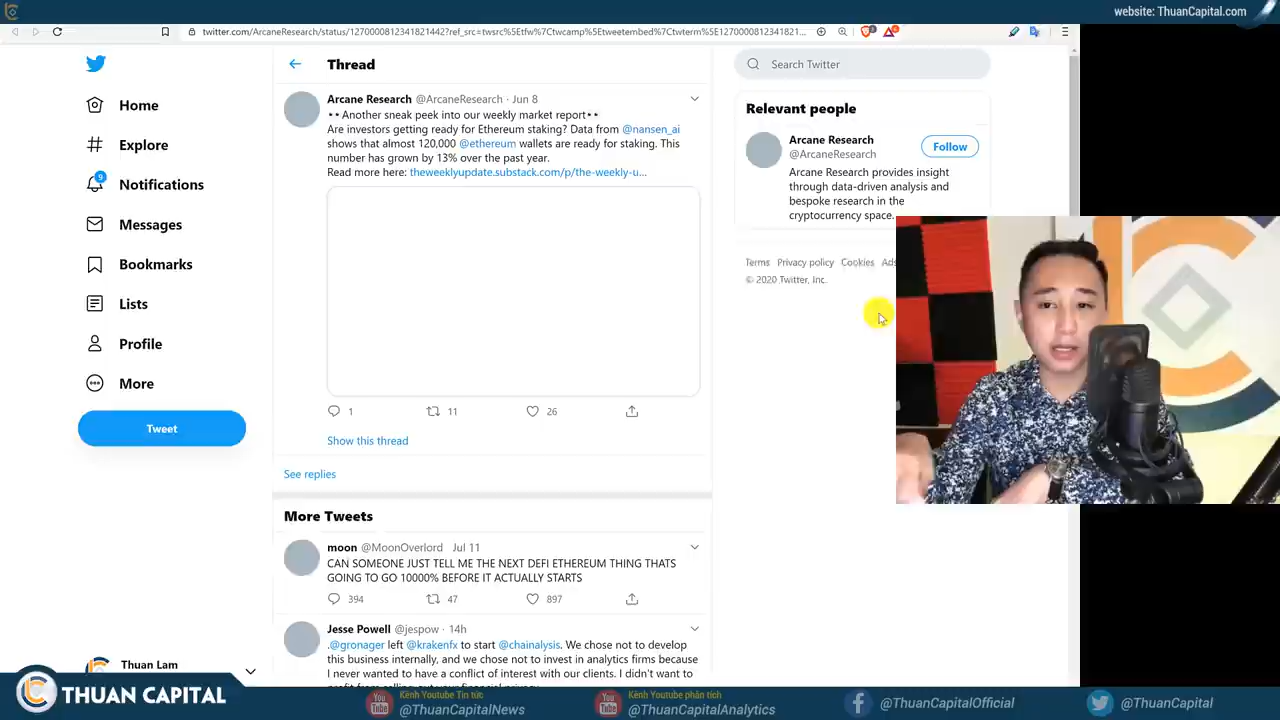 website: ThuanCapital.com
twitter.com/ArcaneResearch/status/1270000812341821442?ref_src=twsrc%5Etfw%7Ctwcamp%5Etweetembed%7Ctwterm%5E1270000812341821...
Home
Explore
9
Notifications
Messages
Bookmarks
Lists
Profile
More
Tweet
Thuan Lam
Thread
Arcane Research @ArcaneResearch · Jun 8
👀Another sneak peek into our weekly market report👀
Are investors getting ready for Ethereum staking? Data from @nansen_ai
shows that almost 120,000 @ethereum wallets are ready for staking. This
number has grown by 13% over the past year.
Read more here: theweeklyupdate.substack.com/p/the-weekly-u...
1 11 26
Show this thread
See replies
More Tweets
moon @MoonOverlord Jul 11
CAN SOMEONE JUST TELL ME THE NEXT DEFI ETHEREUM THING THATS
GOING TO GO 10000% BEFORE IT ACTUALLY STARTS
394 47 897
Jesse Powell @jespow · 14h
.@gronager left @krakenfx to start @chainalysis. We chose not to develop
this business internally, and we chose not to invest in analytics firms because
I never wanted to have a conflict of interest with our clients. I didn't want to
Search Twitter
Relevant people
Arcane Research
@ArcaneResearch
Follow
Arcane Research provides insight
through data-driven analysis and
bespoke research in the
cryptocurrency space.
Terms Privacy policy Cookies Ads
© 2020 Twitter, Inc.
THUAN CAPITAL
You Tube
Kênh Youtube Tin tức
@ThuanCapitalNews
You Tube
Kênh Youtube phân tích
@ThuanCapitalAnalytics
@ThuanCapitalOfficial
@ThuanCapital